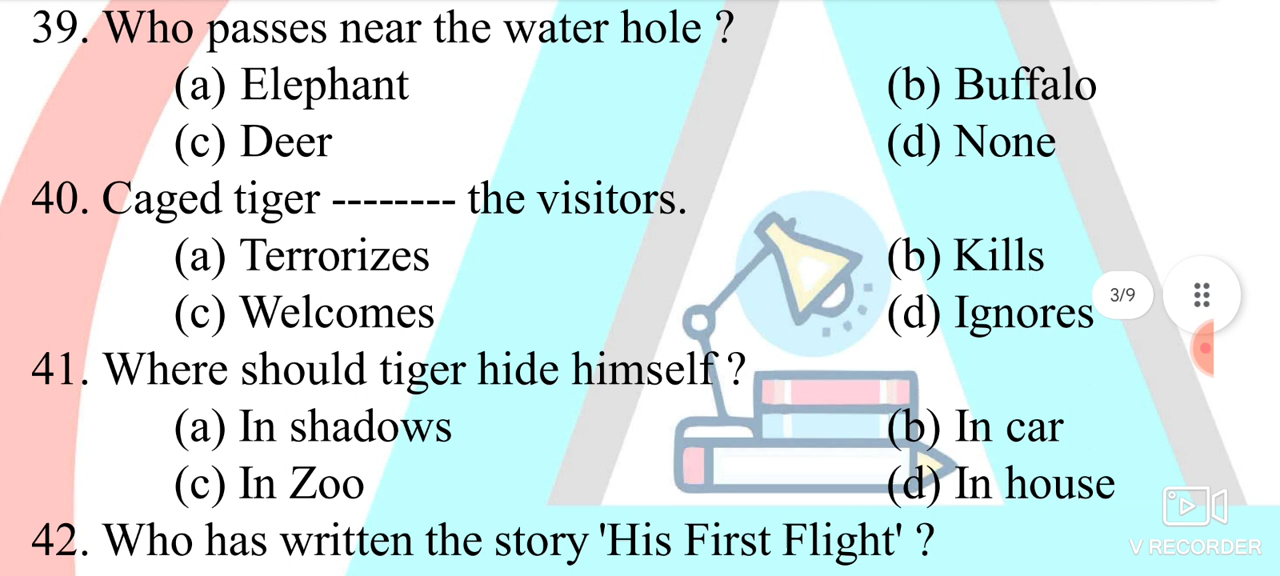 39. Who passes near the water hole ?
(a) Elephant (b) Buffalo
(c) Deer (d) None
40. Caged tiger -------- the visitors.
(a) Terrorizes (b) Kills
(c) Welcomes (d) Ignores
3/9
41. Where should tiger hide himself ?
(a) In shadows (b) In car
(c) In Zoo (d) In house
42. Who has written the story 'His First Flight' ?
V RECORDER